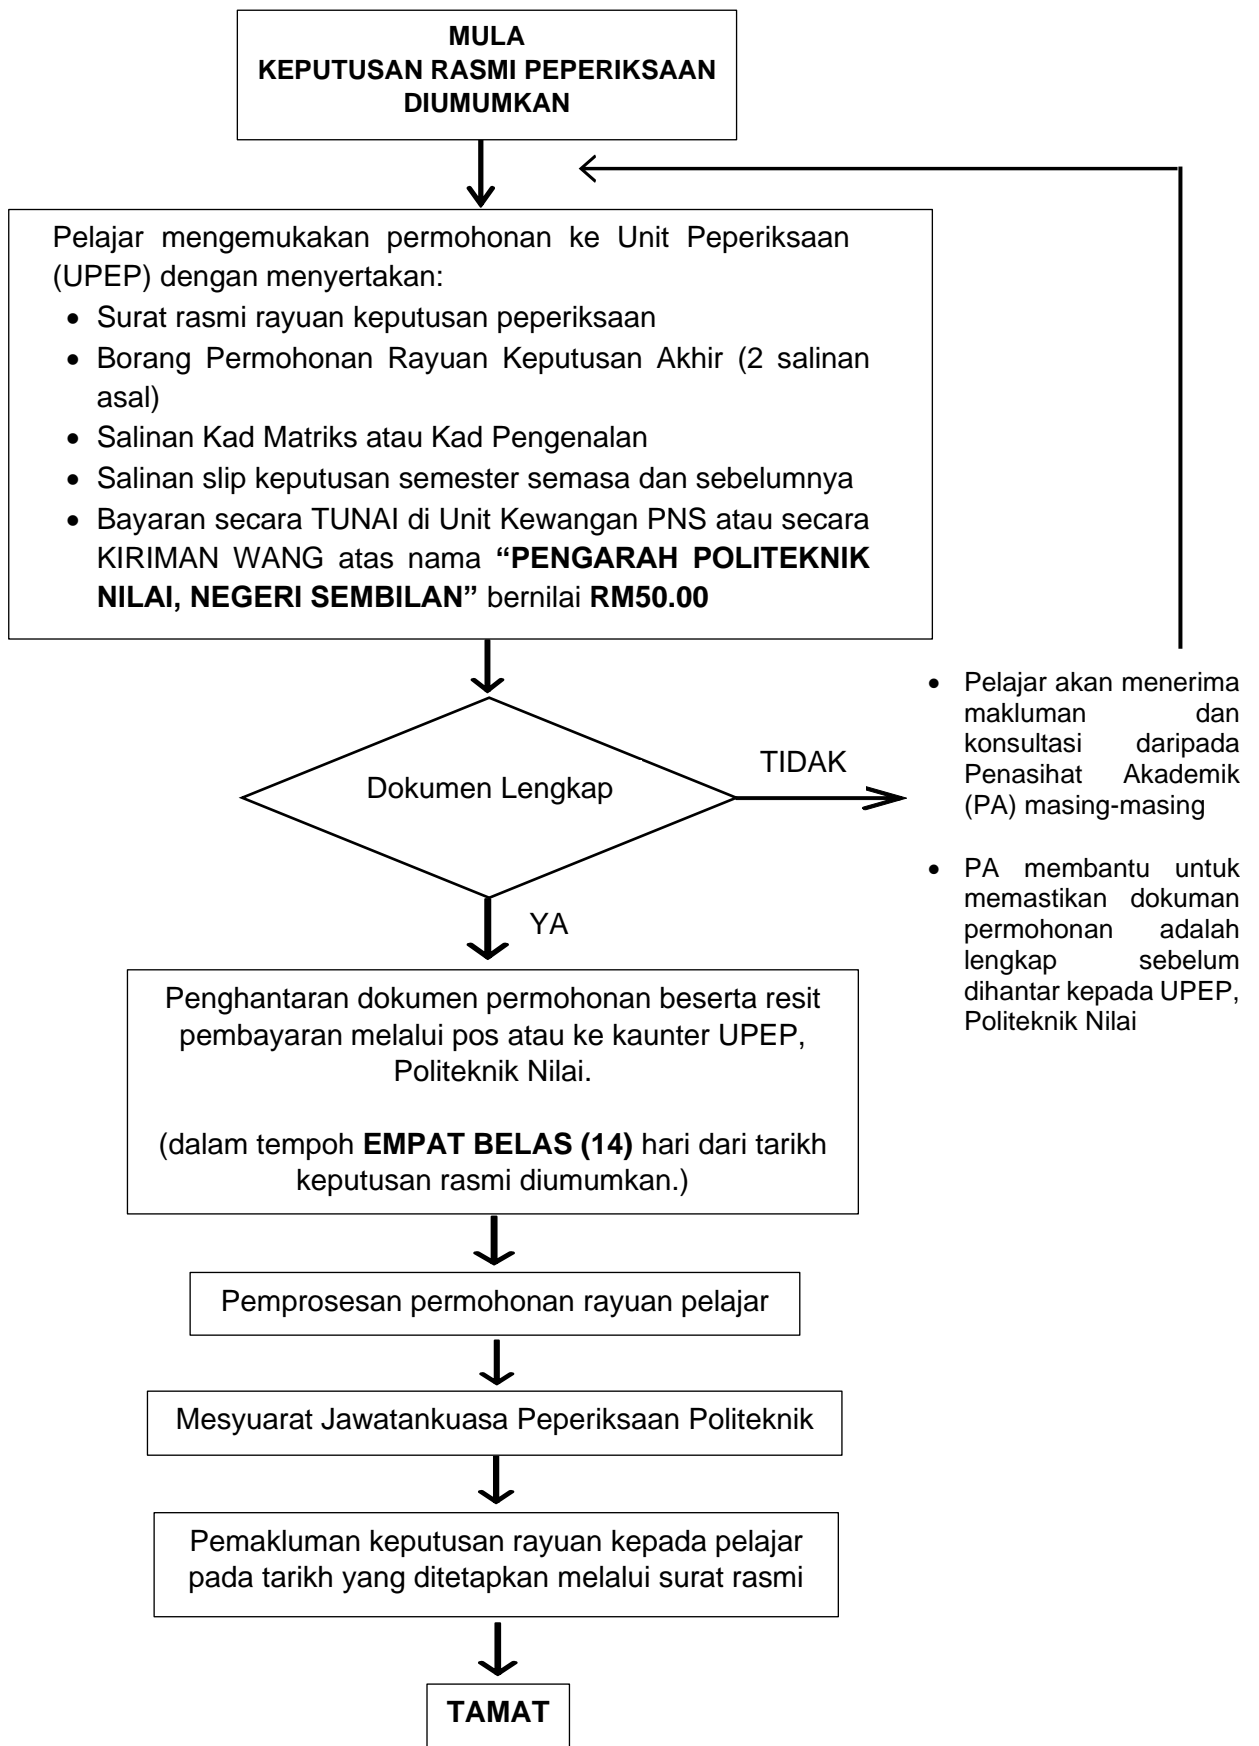 MULA
KEPUTUSAN RASMI PEPERIKSAAN
DIUMUMKAN
Pelajar mengemukakan permohonan ke Unit Peperiksaan
(UPEP) dengan menyertakan:
• Surat rasmi rayuan keputusan peperiksaan
• Borang Permohonan Rayuan Keputusan Akhir (2 salinan
asal)
• Salinan Kad Matriks atau Kad Pengenalan
• Salinan slip keputusan semester semasa dan sebelumnya
• Bayaran secara TUNAI di Unit Kewangan PNS atau secara
KIRIMAN WANG atas nama “PENGARAH POLITEKNIK
NILAI, NEGERI SEMBILAN” bernilai RM50.00
Dokumen Lengkap
TIDAK
• Pelajar akan menerima
makluman dan
konsultasi daripada
Penasihat Akademik
(PA) masing-masing
• PA membantu untuk
memastikan dokuman
permohonan adalah
lengkap sebelum
dihantar kepada UPEP,
Politeknik Nilai
YA
Penghantaran dokumen permohonan beserta resit
pembayaran melalui pos atau ke kaunter UPEP,
Politeknik Nilai.
(dalam tempoh EMPAT BELAS (14) hari dari tarikh
keputusan rasmi diumumkan.)
Pemprosesan permohonan rayuan pelajar
Mesyuarat Jawatankuasa Peperiksaan Politeknik
Pemakluman keputusan rayuan kepada pelajar
pada tarikh yang ditetapkan melalui surat rasmi
TAMAT